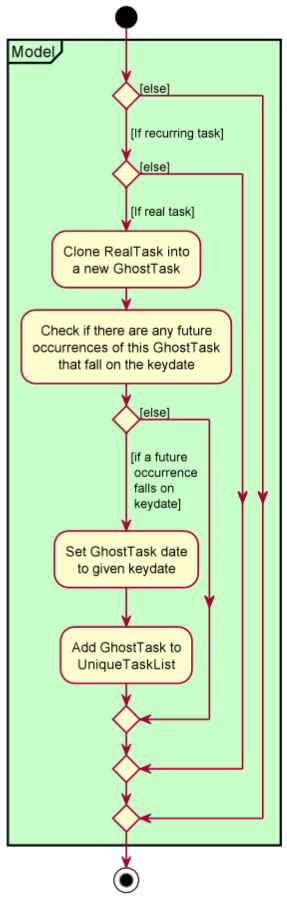 Model
[else]
[If recurring task]
[else]
[If real task]
Clone RealTask into
a new GhostTask
Check if there are any future
occurrences of this GhostTask
that fall on the keydate
[else]
[if a future
occurrence
falls on
keydate]
Set GhostTask date
to given keydate
Add GhostTask to
UniqueTaskList